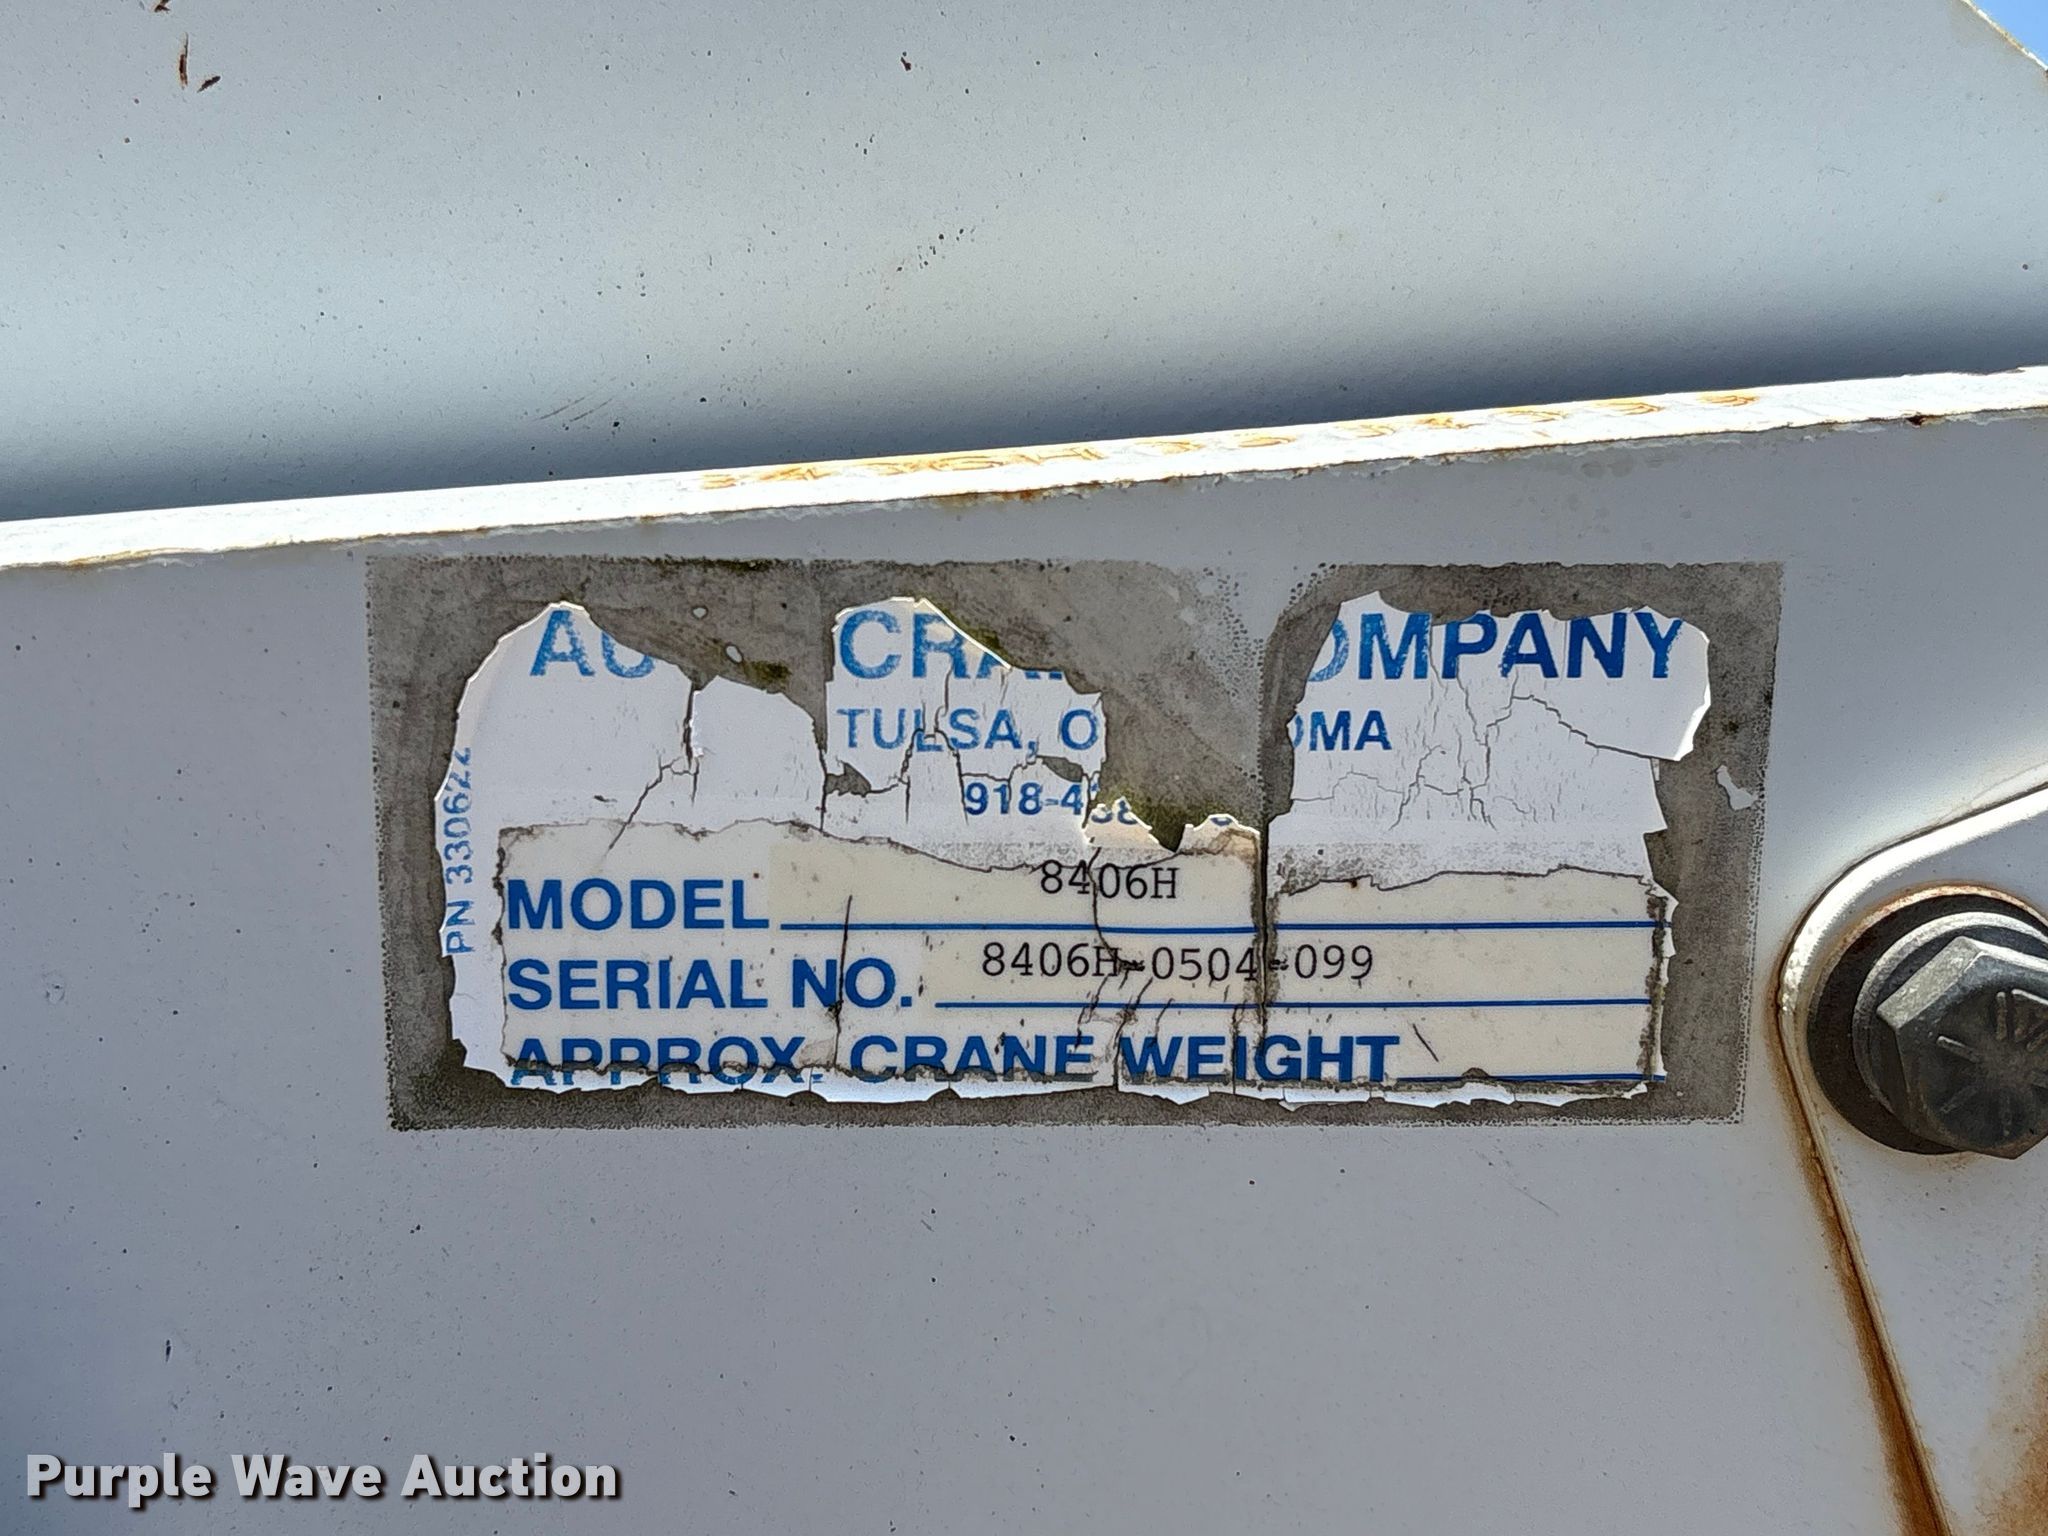 CRA
OMPANY
TULSA, O
OMA
918-4
PN 330622
MODEL 8406H
SERIAL NO. 8406H-0504-099
APPROX. CRANE WEIGHT
Purple Wave Auction